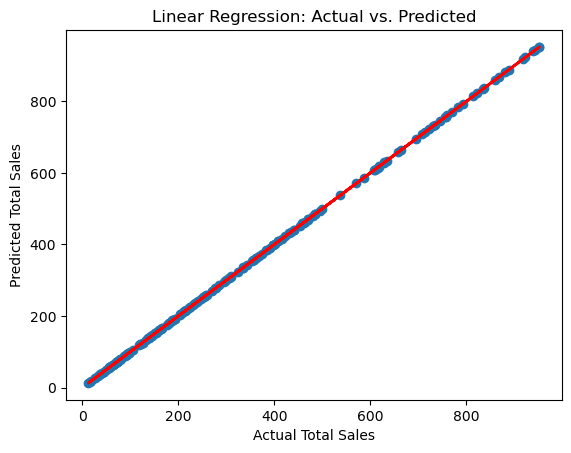 Linear Regression: Actual vs. Predicted
Predicted Total Sales
800
600
400
200
0
0 200 400 600 800
Actual Total Sales